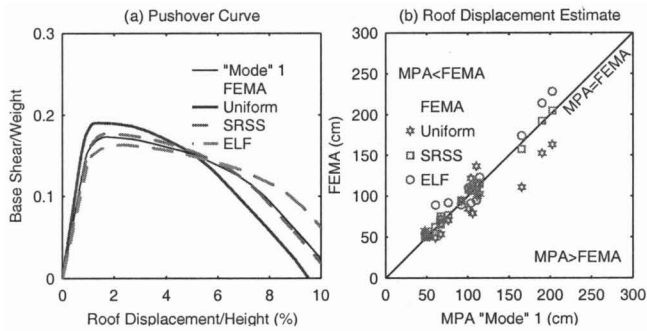 (a) Pushover Curve
0.3
0.2
0.1
0
Base Shear/Weight
"Mode" 1
FEMA
Uniform
SRSS
ELF
0 2 4 6 8 10
Roof Displacement/Height (%)
(b) Roof Displacement Estimate
300
250
200
150
100
50
0
FEMA (cm)
MPA<FEMA
FEMA
Uniform
SRSS
ELF
MPA=FEMA
MPA>FEMA
0 50 100 150 200 300
MPA "Mode" 1 (cm)